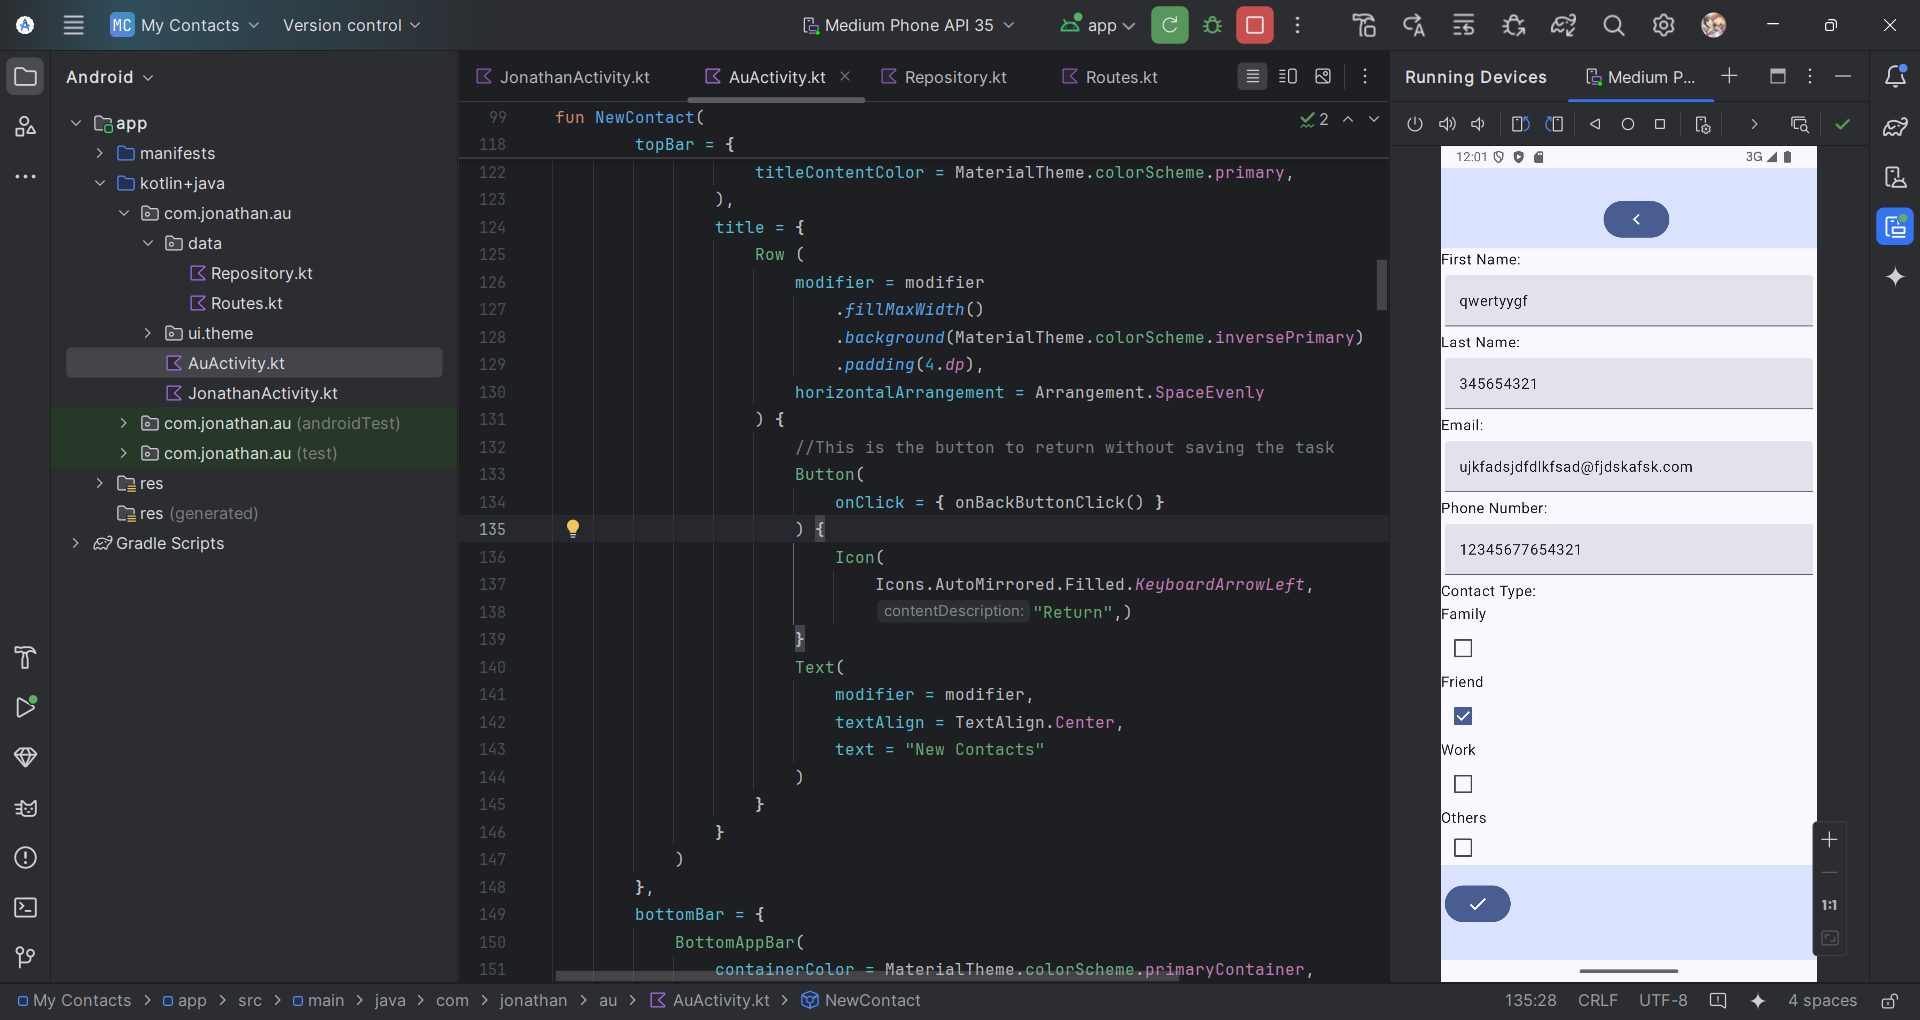 MC My Contacts
Version control
Medium Phone API 35
app
Android
app
manifests
kotlin+java
com.jonathan.au
data
Repository.kt
Routes.kt
ui.theme
AuActivity.kt
JonathanActivity.kt
com.jonathan.au (androidTest)
com.jonathan.au (test)
res
res (generated)
Gradle Scripts
JonathanActivity.kt
AuActivity.kt
Repository.kt
Routes.kt
2
99 fun NewContact(
118 topBar = {
122 titleContentColor = MaterialTheme.colorScheme.primary,
123 ),
124 title = {
125 Row (
126 modifier = modifier
127 .fillMaxWidth()
128 .background(MaterialTheme.colorScheme.inversePrimary)
129 .padding(4.dp),
130 horizontalArrangement = Arrangement.SpaceEvenly
131 ) {
132 //This is the button to return without saving the task
133 Button(
134 onClick = { onBackButtonClick() }
135 ) {
136 Icon(
137 Icons.AutoMirrored.Filled.KeyboardArrowLeft,
138 contentDescription: "Return",)
139 }
140 Text(
141 modifier = modifier,
142 textAlign = TextAlign.Center,
143 text = "New Contacts"
144 )
145 }
146 }
147 )
148 },
149 bottomBar = {
150 BottomAppBar(
151 containerColor = MaterialTheme.colorScheme.primaryContainer,
Running Devices
Medium P...
12:01
3G
First Name:
qwertyygf
Last Name:
345654321
Email:
ujkfadsjdfdlkfsad@fjdskafsk.com
Phone Number:
12345677654321
Contact Type:
Family
Friend
Work
Others
1:1
My Contacts > app > src > main > java > com > jonathan > au > AuActivity.kt > NewContact
135:28 CRLF UTF-8 4 spaces